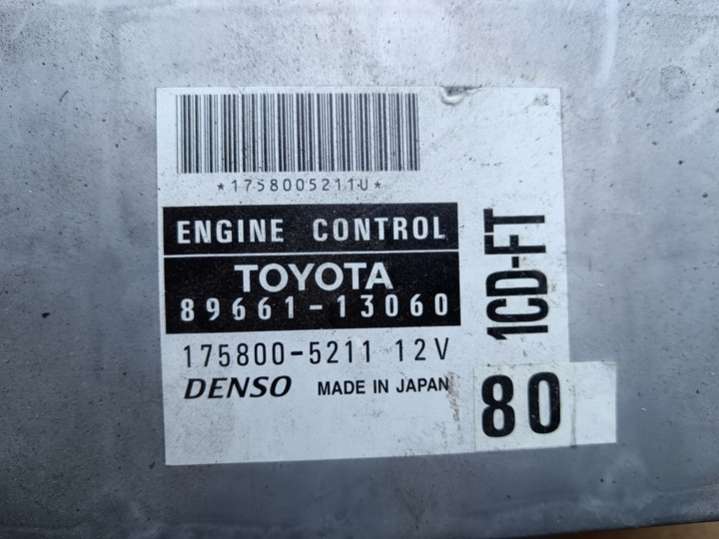 *1758005211U*
ENGINE CONTROL
TOYOTA
89661-13060
175800-5211 12V
DENSO MADE IN JAPAN
1CD-FT
80